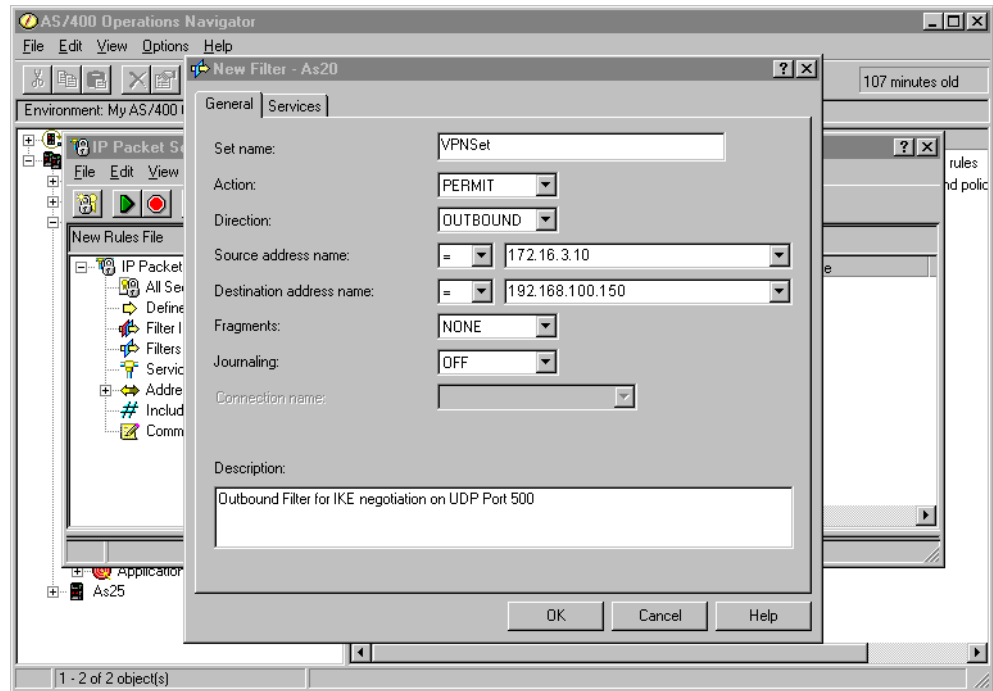 AS/400 Operations Navigator
File Edit View Options Help
107 minutes old
Environment: My AS/400
New Filter - As20
General Services
Set name: VPNSet
Action: PERMIT
Direction: OUTBOUND
Source address name: = 172.16.3.10
Destination address name: = 192.168.100.150
Fragments: NONE
Journaling: OFF
Connection name:
Description:
Outbound Filter for IKE negotiation on UDP Port 500
OK Cancel Help
IP Packet Se
File Edit View
New Rules File
IP Packet
All Se
Define
Filter I
Filters
Servic
Addre
Includ
Comm
rules
nd polic
e
Application
As25
1 - 2 of 2 object(s)